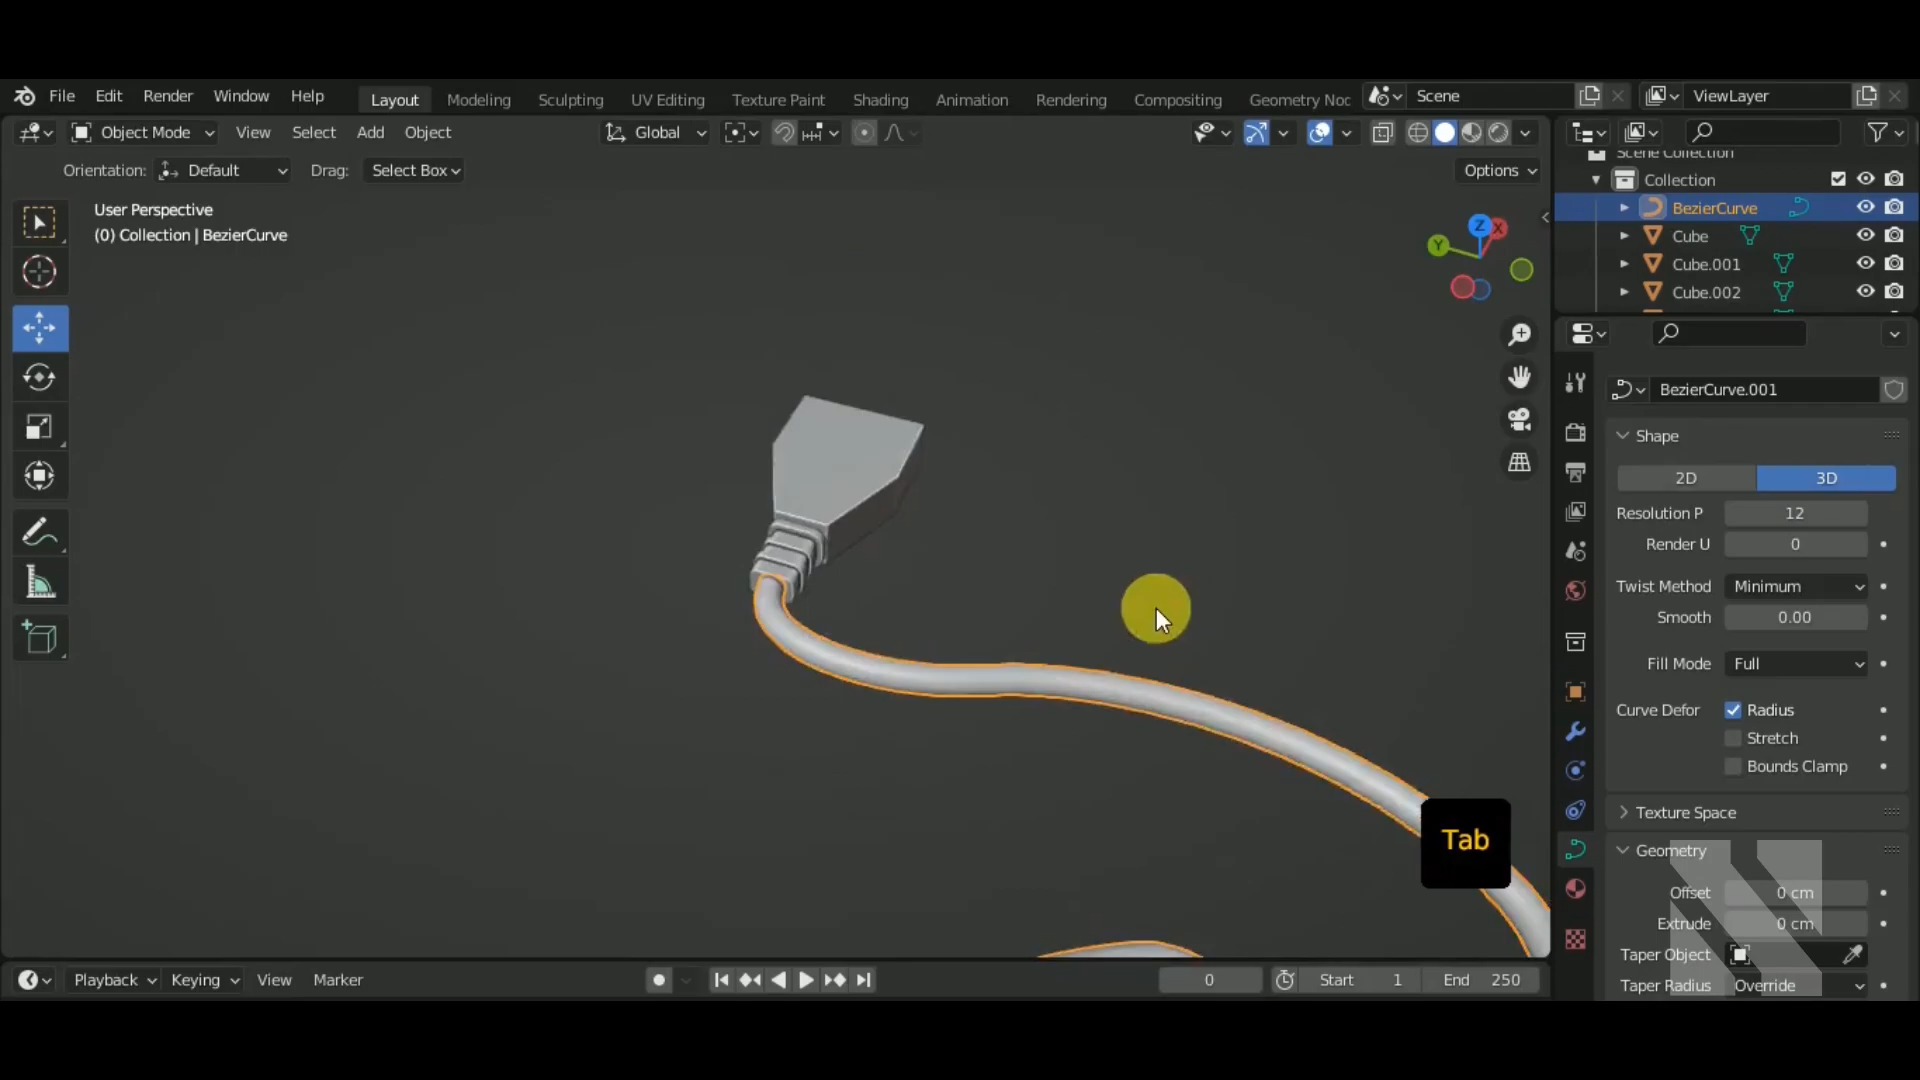 File Edit Render Window Help Layout Modeling Sculpting UV Editing Texture Paint Shading Animation Rendering Compositing Geometry Noc Scene ViewLayer
Object Mode View Select Add Object Global
Orientation: Default Drag: Select Box Options
User Perspective
(0) Collection | BezierCurve
Z X Y
Scene Collection
Collection
BezierCurve
Cube
Cube.001
Cube.002
BezierCurve.001
Shape
2D 3D
Resolution P 12
Render U 0
Twist Method Minimum
Smooth 0.00
Fill Mode Full
Curve Defor Radius
Stretch
Bounds Clamp
Texture Space
Geometry
Offset 0 cm
Extrude 0 cm
Taper Object
Taper Radius Override
Tab
Playback Keying View Marker 0 Start 1 End 250